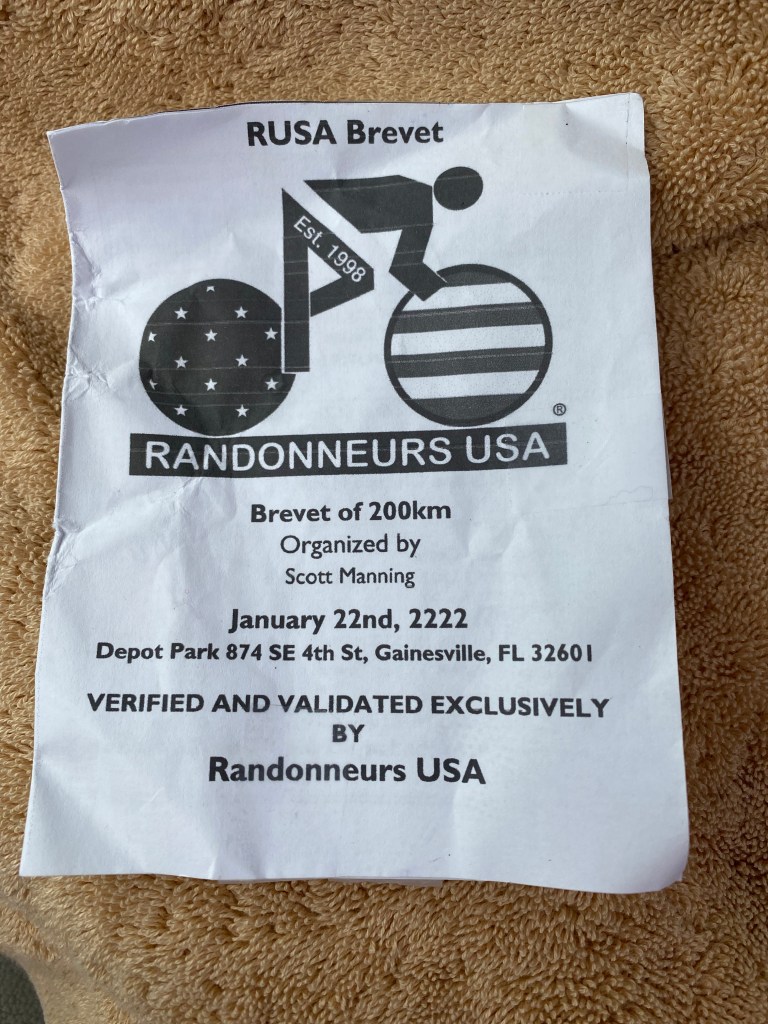 RUSA Brevet
Est. 1998
®
RANDONNEURS USA
Brevet of 200km
Organized by
Scott Manning
January 22nd, 2222
Depot Park 874 SE 4th St, Gainesville, FL 32601
VERIFIED AND VALIDATED EXCLUSIVELY
BY
Randonneurs USA